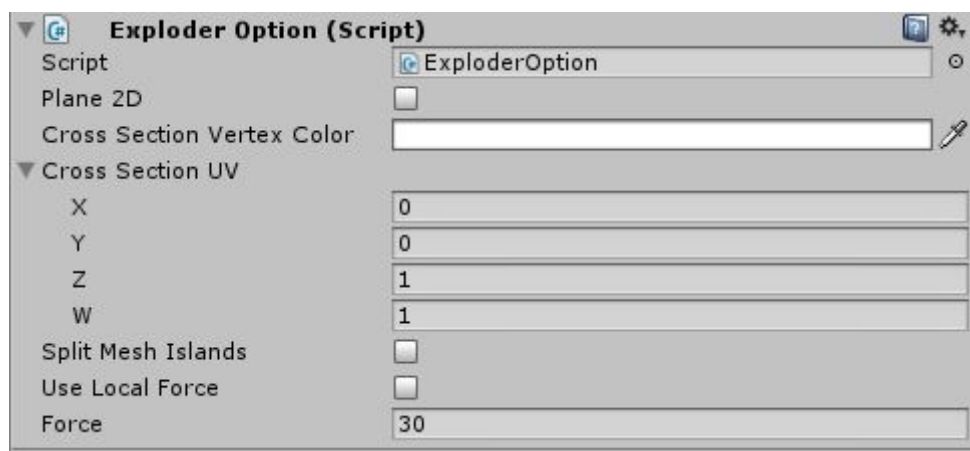 Exploder Option (Script)
Script ExploderOption
Plane 2D
Cross Section Vertex Color
Cross Section UV
X 0
Y 0
Z 1
W 1
Split Mesh Islands
Use Local Force
Force 30